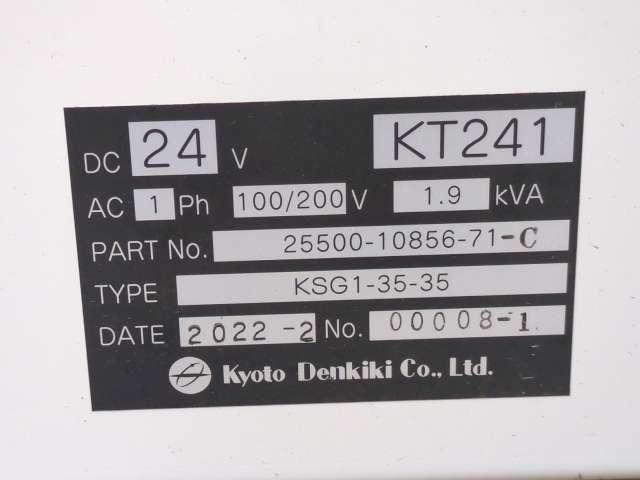 DC 24 V KT241
AC 1 Ph 100/200 V 1.9 kVA
PART No. 25500-10856-71-C
TYPE KSG1-35-35
DATE 2022-2 No. 00008-1
Kyoto Denkiki Co., Ltd.